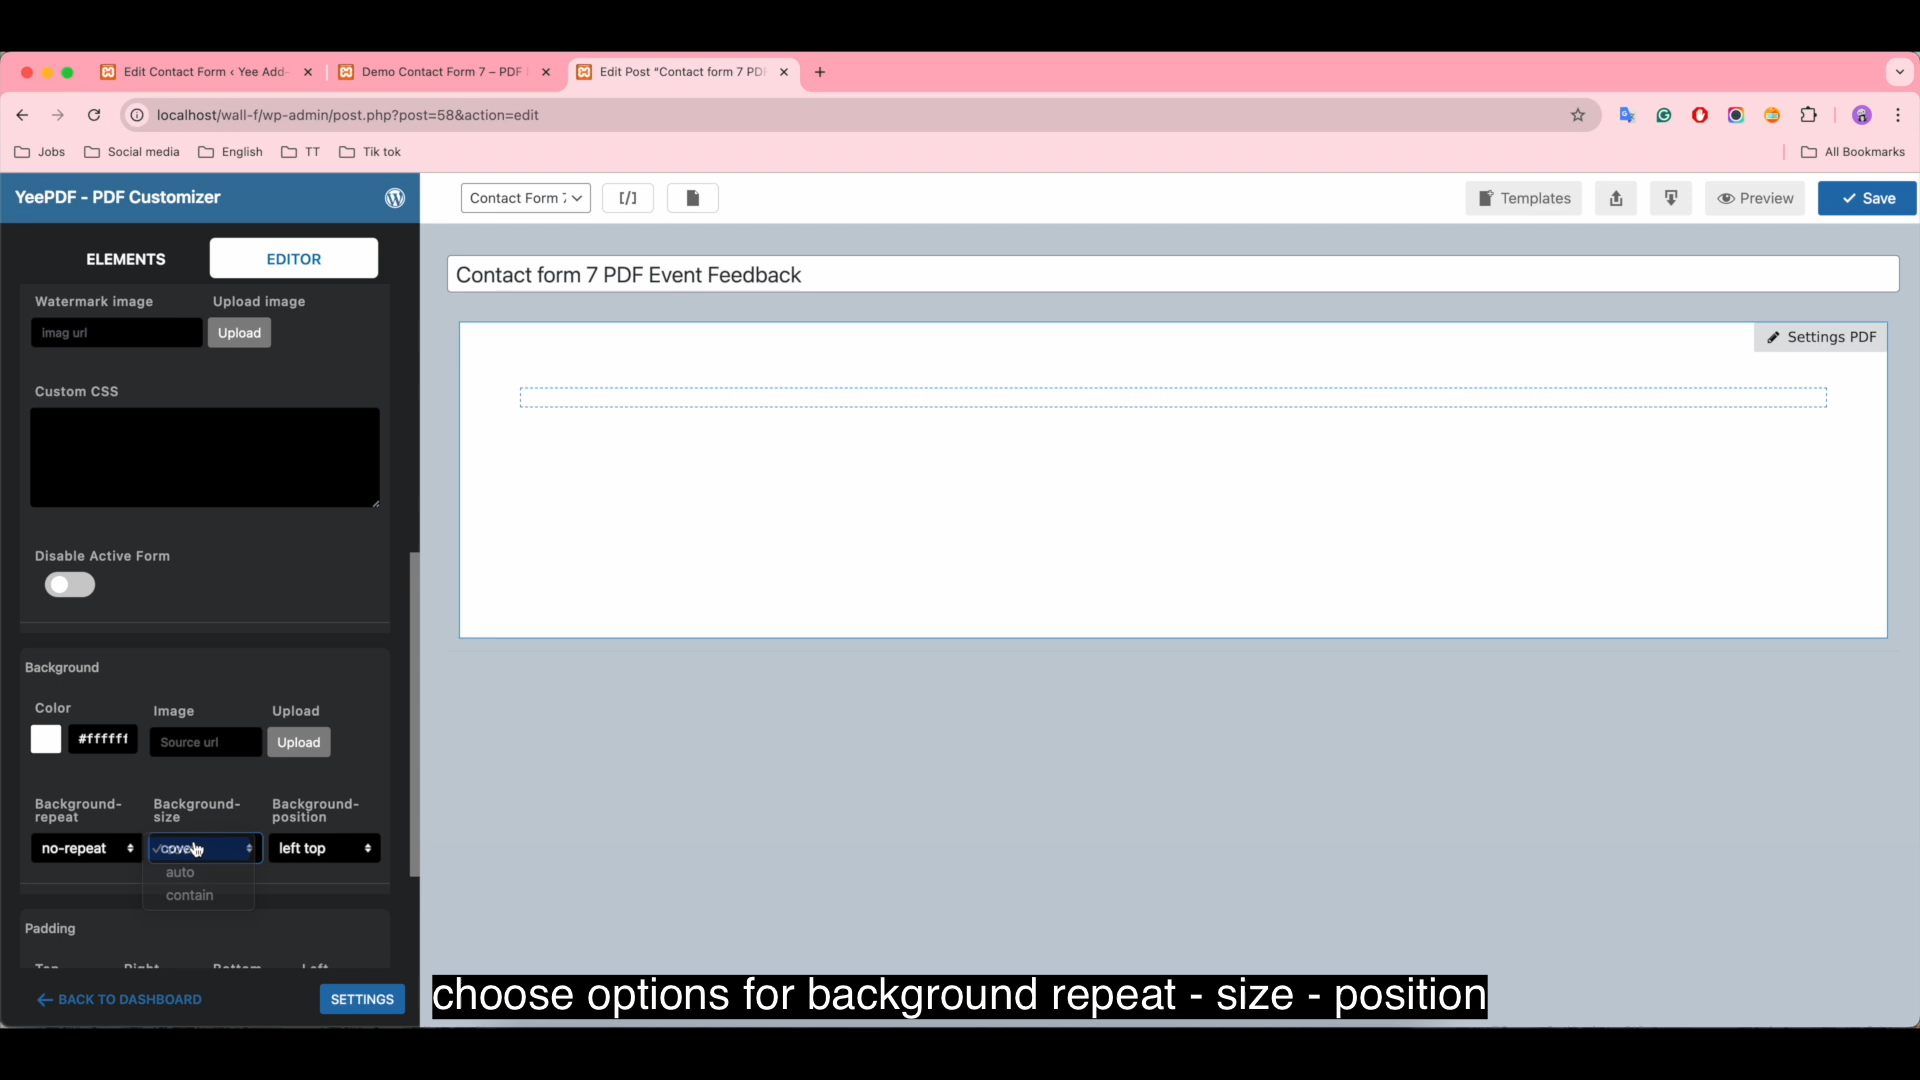 Edit Contact Form ‹ Yee Add-
Demo Contact Form 7 – PDF
Edit Post “Contact form 7 PD
localhost/wall-f/wp-admin/post.php?post=58&action=edit
Jobs
Social media
English
TT
Tik tok
All Bookmarks
YeePDF - PDF Customizer
Contact Form 7
[/]
Templates
Preview
Save
ELEMENTS
EDITOR
Contact form 7 PDF Event Feedback
Settings PDF
Watermark image
Upload image
imag url
Upload
Custom CSS
Disable Active Form
Background
Color
Image
Upload
#ffffff
Source url
Upload
Background-
repeat
Background-
size
Background-
position
no-repeat
cover
left top
auto
contain
Padding
Top
Right
Bottom
Left
BACK TO DASHBOARD
SETTINGS
choose options for background repeat - size - position